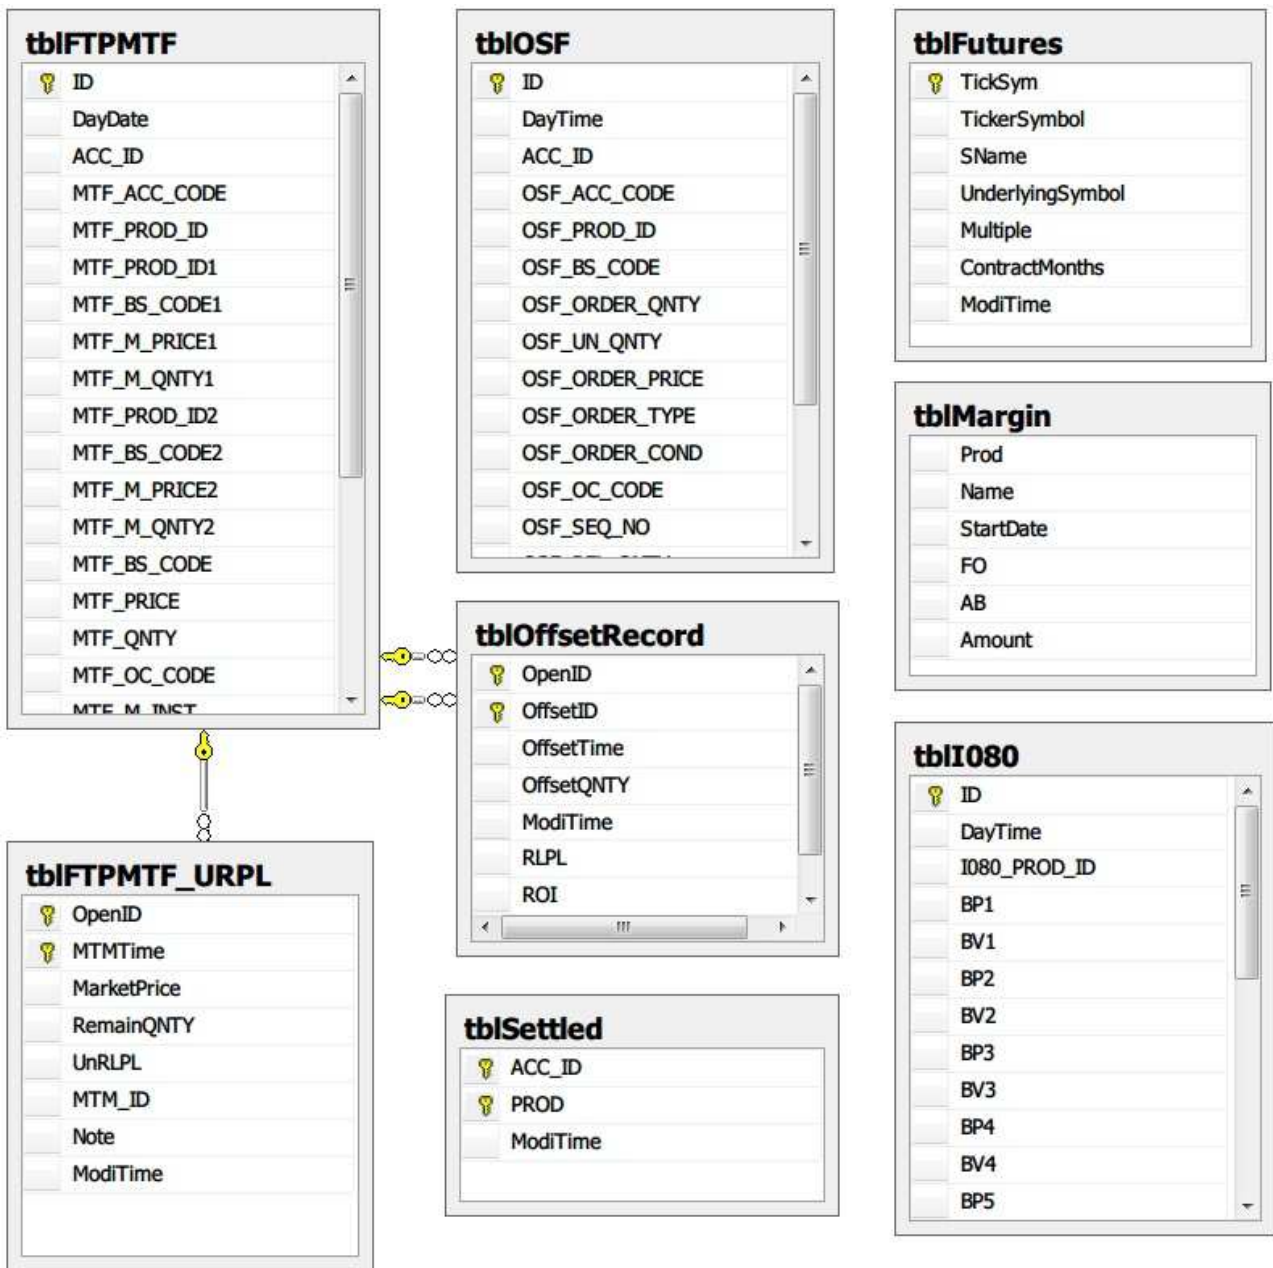 tblFTPMTF
ID
DayDate
ACC_ID
MTF_ACC_CODE
MTF_PROD_ID
MTF_PROD_ID1
MTF_BS_CODE1
MTF_M_PRICE1
MTF_M_QNTY1
MTF_PROD_ID2
MTF_BS_CODE2
MTF_M_PRICE2
MTF_M_QNTY2
MTF_BS_CODE
MTF_PRICE
MTF_QNTY
MTF_OC_CODE
MTF_M_INST
tblFTPMTF_URPL
OpenID
MTMTime
MarketPrice
RemainQNTY
UnRLPL
MTM_ID
Note
ModiTime
tblOSF
ID
DayTime
ACC_ID
OSF_ACC_CODE
OSF_PROD_ID
OSF_BS_CODE
OSF_ORDER_QNTY
OSF_UN_QNTY
OSF_ORDER_PRICE
OSF_ORDER_TYPE
OSF_ORDER_COND
OSF_OC_CODE
OSF_SEQ_NO
tblOffsetRecord
OpenID
OffsetID
OffsetTime
OffsetQNTY
ModiTime
RLPL
ROI
tblSettled
ACC_ID
PROD
ModiTime
tblFutures
TickSym
TickerSymbol
SName
UnderlyingSymbol
Multiple
ContractMonths
ModiTime
tblMargin
Prod
Name
StartDate
FO
AB
Amount
tblI080
ID
DayTime
I080_PROD_ID
BP1
BV1
BP2
BV2
BP3
BV3
BP4
BV4
BP5